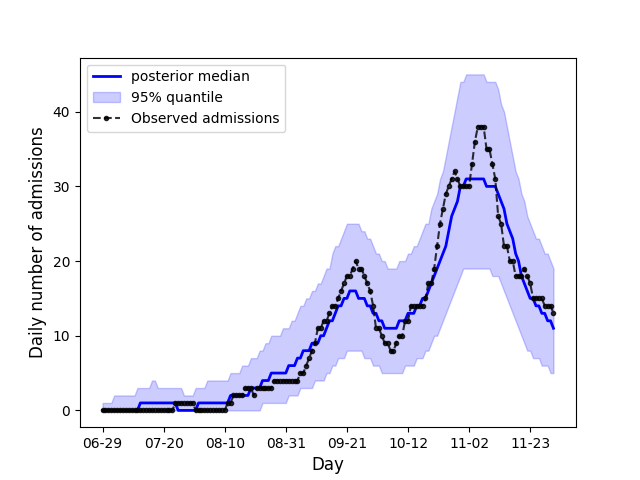 posterior median
95% quantile
Observed admissions
Daily number of admissions
40
30
20
10
0
06-29 07-20 08-10 08-31 09-21 10-12 11-02 11-23
Day